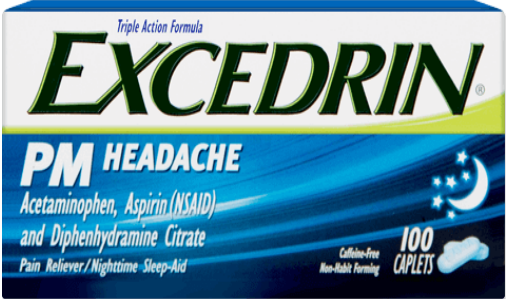 Triple Action Formula
EXCEDRIN®
PM HEADACHE
Acetaminophen, Aspirin (NSAID)
and Diphenhydramine Citrate
Pain Reliever/Nighttime Sleep-Aid
Caffeine-Free
Non-Habit Forming
100
CAPLETS